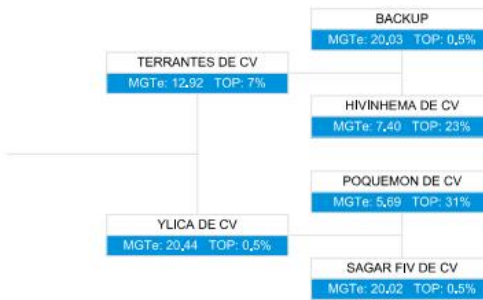 BACKUP
MGTe: 20,03 TOP: 0,5%
TERRANTES DE CV
MGTe: 12,92 TOP: 7%
HIVINHEMA DE CV
MGTe: 7,40 TOP: 23%
POQUEMON DE CV
MGTe: 5,69 TOP: 31%
YLICA DE CV
MGTe: 20,44 TOP: 0,5%
SAGAR FIV DE CV
MGTe: 20,02 TOP: 0,5%